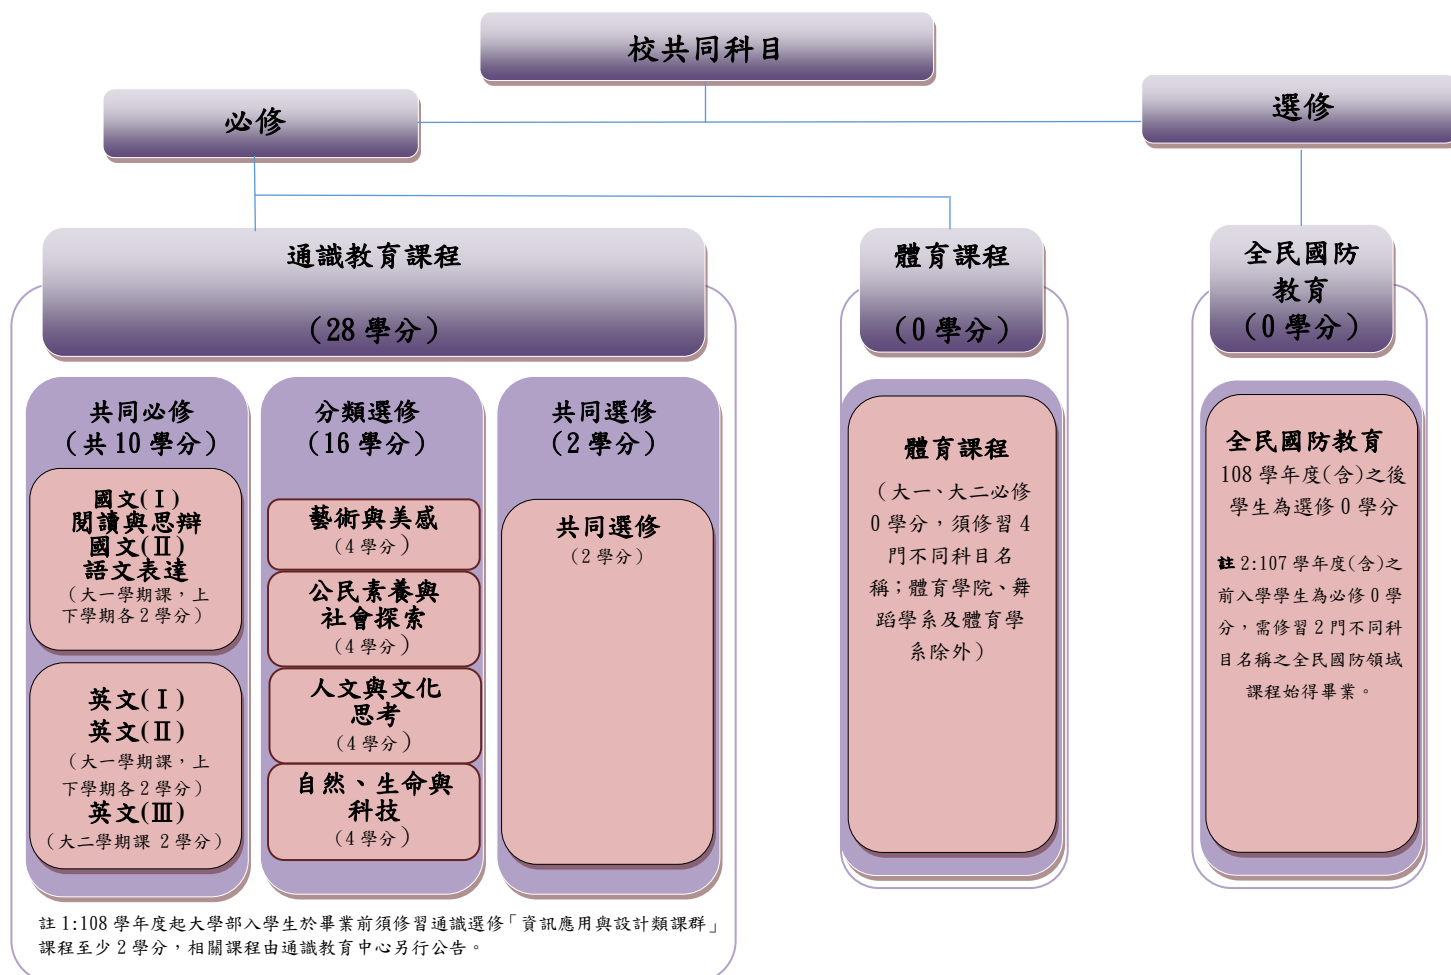 校共同科目
必修
選修
通識教育課程
（28 學分）
體育課程
（0 學分）
全民國防
教育
（0 學分）
共同必修
（共 10 學分）
國文(Ⅰ)
閱讀與思辯
國文(Ⅱ)
語文表達
（大一學期課，上
下學期各 2 學分）
英文(Ⅰ)
英文(Ⅱ)
（大一學期課，上
下學期各 2 學分）
英文(Ⅲ)
（大二學期課 2 學分）
分類選修
（16 學分）
藝術與美感
（4 學分）
公民素養與
社會探索
（4 學分）
人文與文化
思考
（4 學分）
自然、生命與
科技
（4 學分）
共同選修
（2 學分）
共同選修
（2 學分）
體育課程
（大一、大二必修
0 學分，須修習 4
門不同科目名
稱；體育學院、舞
蹈學系及體育學
系除外）
全民國防教育
108 學年度(含)之後
學生為選修 0 學分
註 2:107 學年度(含)之
前入學學生為必修 0 學
分，需修習 2 門不同科
目名稱之全民國防領域
課程始得畢業。
註 1:108 學年度起大學部入學生於畢業前須修習通識選修「資訊應用與設計類課群」
課程至少 2 學分，相關課程由通識教育中心另行公告。